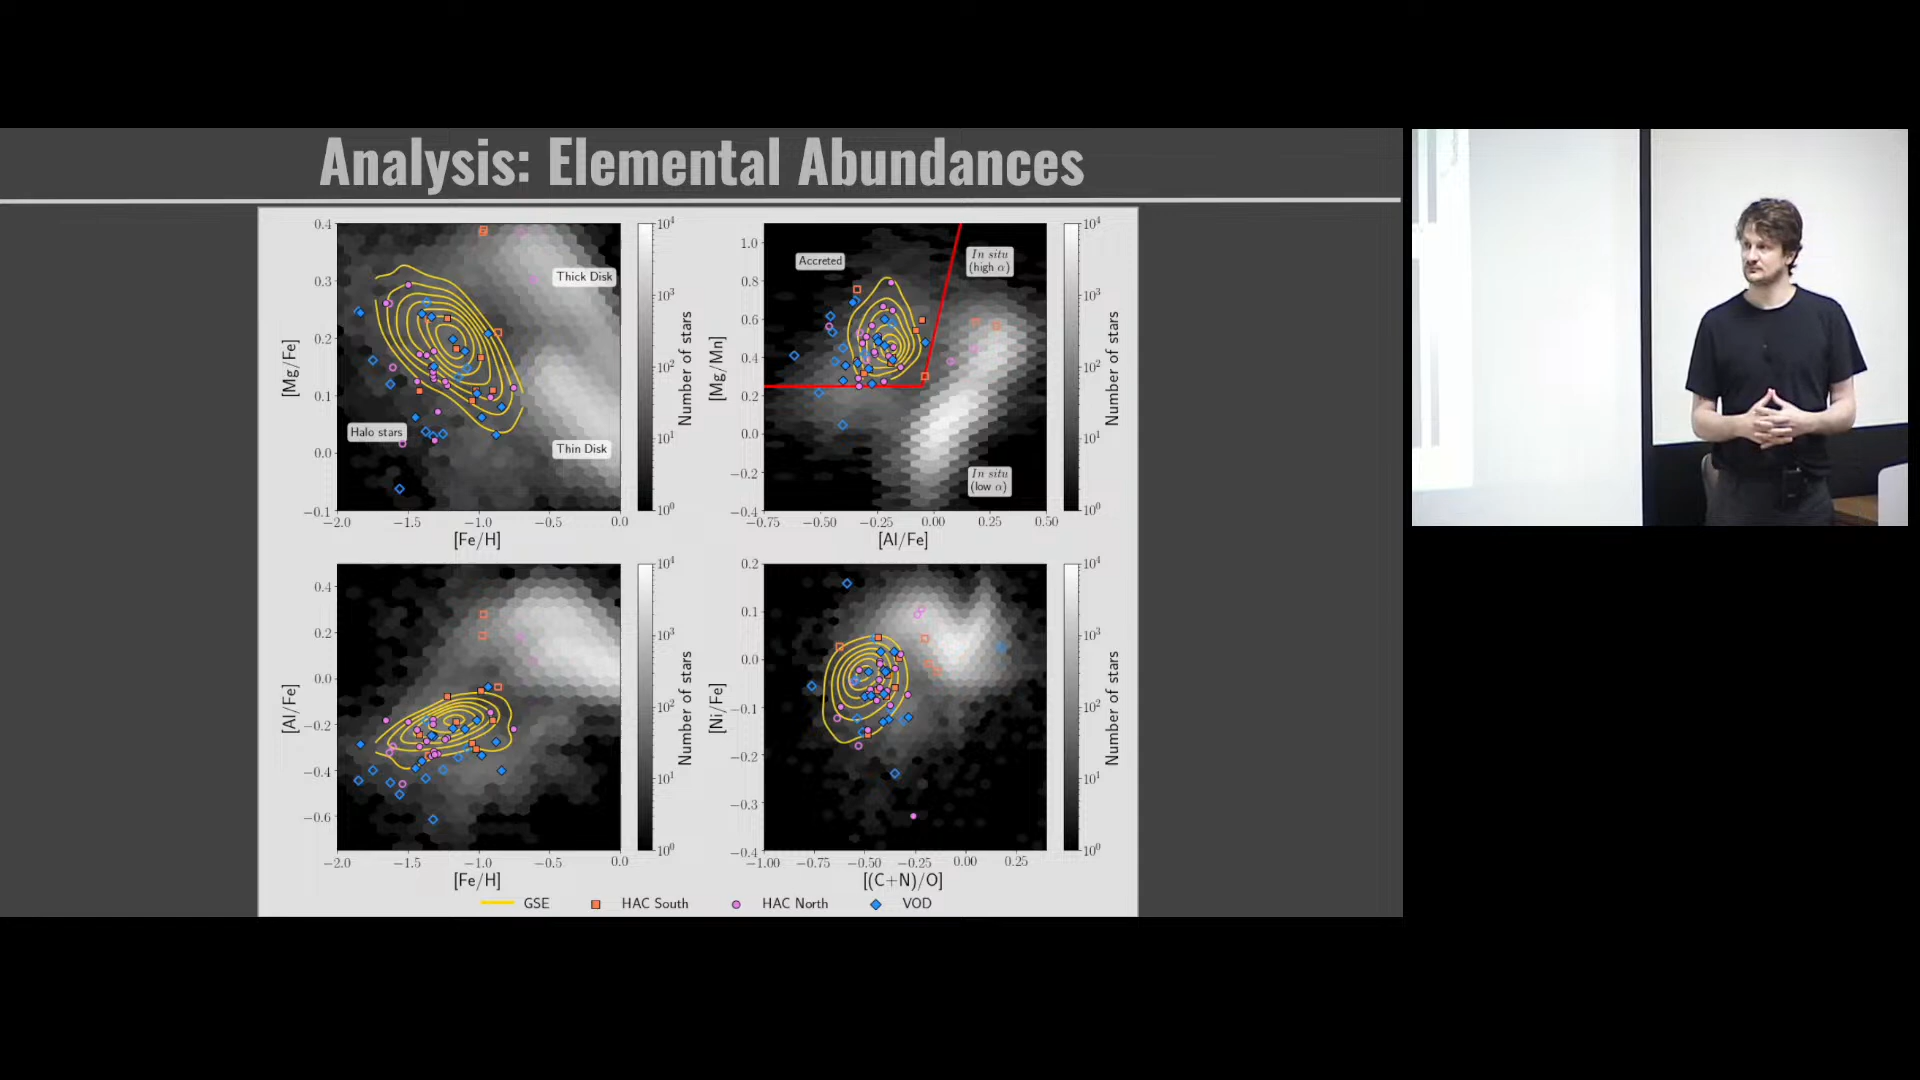 Analysis: Elemental Abundances
0.4
0.3
0.2
0.1
0.0
−0.1
[Mg/Fe]
−2.0 −1.5 −1.0 −0.5 0.0
[Fe/H]
Thick Disk
Halo stars
Thin Disk
10⁴
10³
10²
10¹
10⁰
Number of stars
1.0
0.8
0.6
0.4
0.2
0.0
−0.2
−0.4
[Mg/Mn]
−0.75 −0.50 −0.25 0.00 0.25 0.50
[Al/Fe]
Accreted
In situ
(high α)
In situ
(low α)
10⁴
10³
10²
10¹
10⁰
Number of stars
0.4
0.2
0.0
−0.2
−0.4
−0.6
[Al/Fe]
−2.0 −1.5 −1.0 −0.5 0.0
[Fe/H]
10⁴
10³
10²
10¹
10⁰
Number of stars
0.2
0.1
0.0
−0.1
−0.2
−0.3
−0.4
[Ni/Fe]
−1.00 −0.75 −0.50 −0.25 0.00 0.25
[(C+N)/O]
10⁴
10³
10²
10¹
10⁰
Number of stars
GSE HAC South HAC North VOD